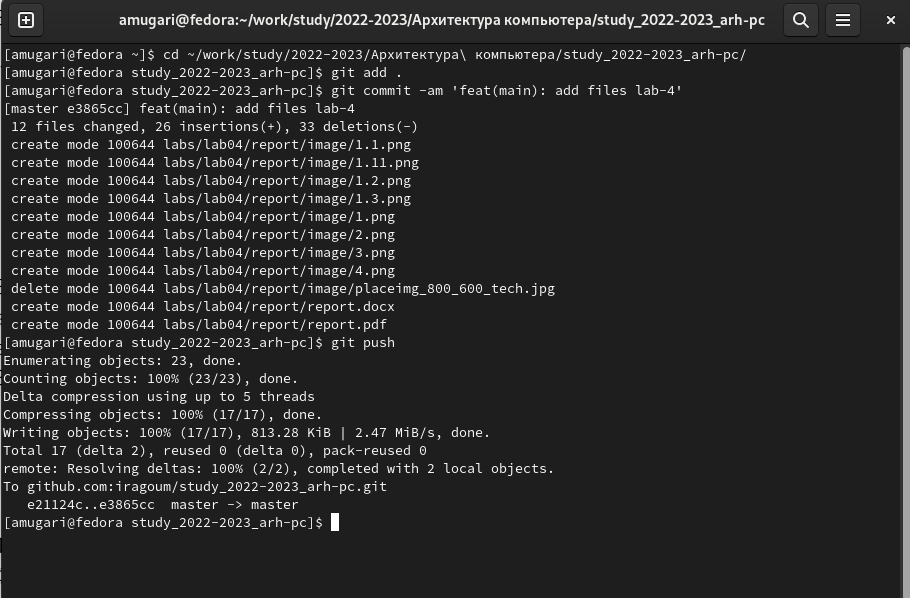 amugari@fedora:~/work/study/2022-2023/Архитектура компьютера/study_2022-2023_arh-pc
[amugari@fedora ~]$ cd ~/work/study/2022-2023/Архитектура\ компьютера/study_2022-2023_arh-pc/
[amugari@fedora study_2022-2023_arh-pc]$ git add .
[amugari@fedora study_2022-2023_arh-pc]$ git commit -am 'feat(main): add files lab-4'
[master e3865cc] feat(main): add files lab-4
 12 files changed, 26 insertions(+), 33 deletions(-)
 create mode 100644 labs/lab04/report/image/1.1.png
 create mode 100644 labs/lab04/report/image/1.11.png
 create mode 100644 labs/lab04/report/image/1.2.png
 create mode 100644 labs/lab04/report/image/1.3.png
 create mode 100644 labs/lab04/report/image/1.png
 create mode 100644 labs/lab04/report/image/2.png
 create mode 100644 labs/lab04/report/image/3.png
 create mode 100644 labs/lab04/report/image/4.png
 delete mode 100644 labs/lab04/report/image/placeimg_800_600_tech.jpg
 create mode 100644 labs/lab04/report/report.docx
 create mode 100644 labs/lab04/report/report.pdf
[amugari@fedora study_2022-2023_arh-pc]$ git push
Enumerating objects: 23, done.
Counting objects: 100% (23/23), done.
Delta compression using up to 5 threads
Compressing objects: 100% (17/17), done.
Writing objects: 100% (17/17), 813.28 KiB | 2.47 MiB/s, done.
Total 17 (delta 2), reused 0 (delta 0), pack-reused 0
remote: Resolving deltas: 100% (2/2), completed with 2 local objects.
To github.com:iragoum/study_2022-2023_arh-pc.git
   e21124c..e3865cc  master -> master
[amugari@fedora study_2022-2023_arh-pc]$